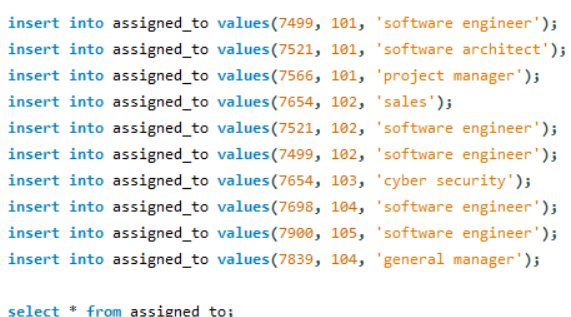 insert into assigned_to values(7499, 101, 'software engineer');
insert into assigned_to values(7521, 101, 'software architect');
insert into assigned_to values(7566, 101, 'project manager');
insert into assigned_to values(7654, 102, 'sales');
insert into assigned_to values(7521, 102, 'software engineer');
insert into assigned_to values(7499, 102, 'software engineer');
insert into assigned_to values(7654, 103, 'cyber security');
insert into assigned_to values(7698, 104, 'software engineer');
insert into assigned_to values(7900, 105, 'software engineer');
insert into assigned_to values(7839, 104, 'general manager');
select * from assigned_to;